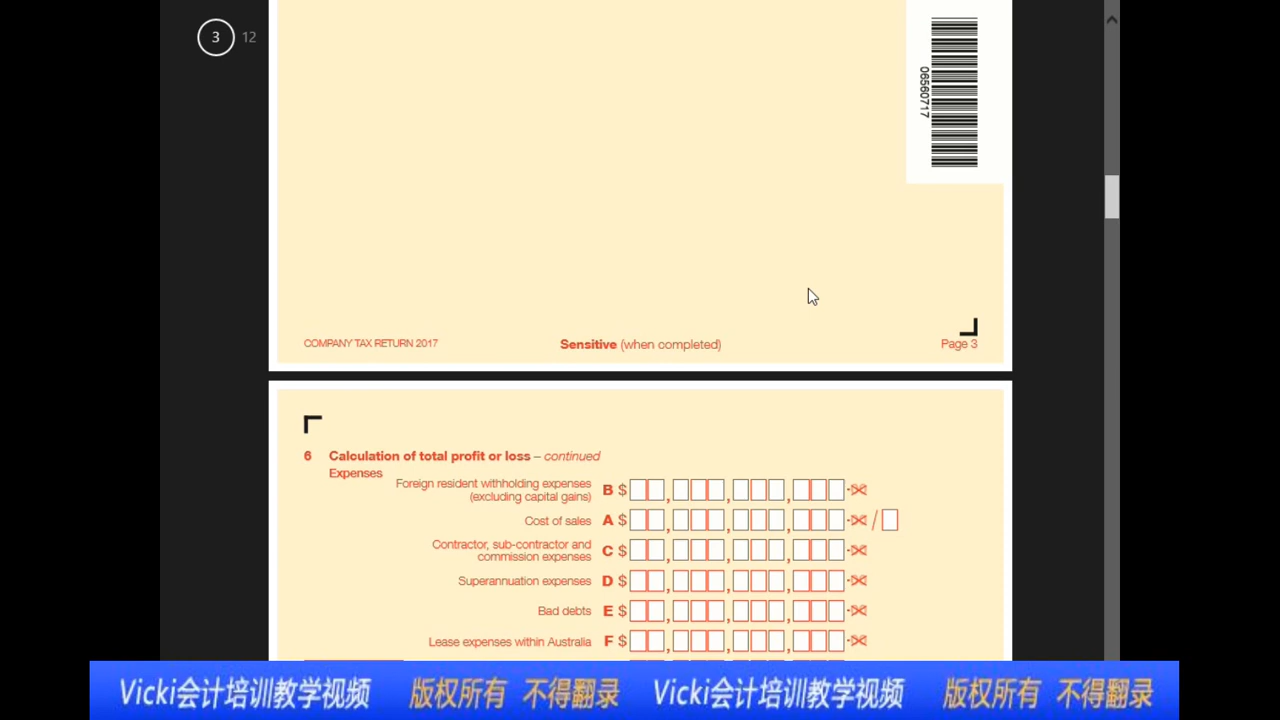 3 12
06560717
COMPANY TAX RETURN 2017 Sensitive (when completed) Page 3
6 Calculation of total profit or loss – continued
Expenses
Foreign resident withholding expenses
(excluding capital gains) B $
Cost of sales A $ /
Contractor, sub-contractor and
commission expenses C $
Superannuation expenses D $
Bad debts E $
Lease expenses within Australia F $
Vicki会计培训教学视频 版权所有 不得翻录 Vicki会计培训教学视频 版权所有 不得翻录